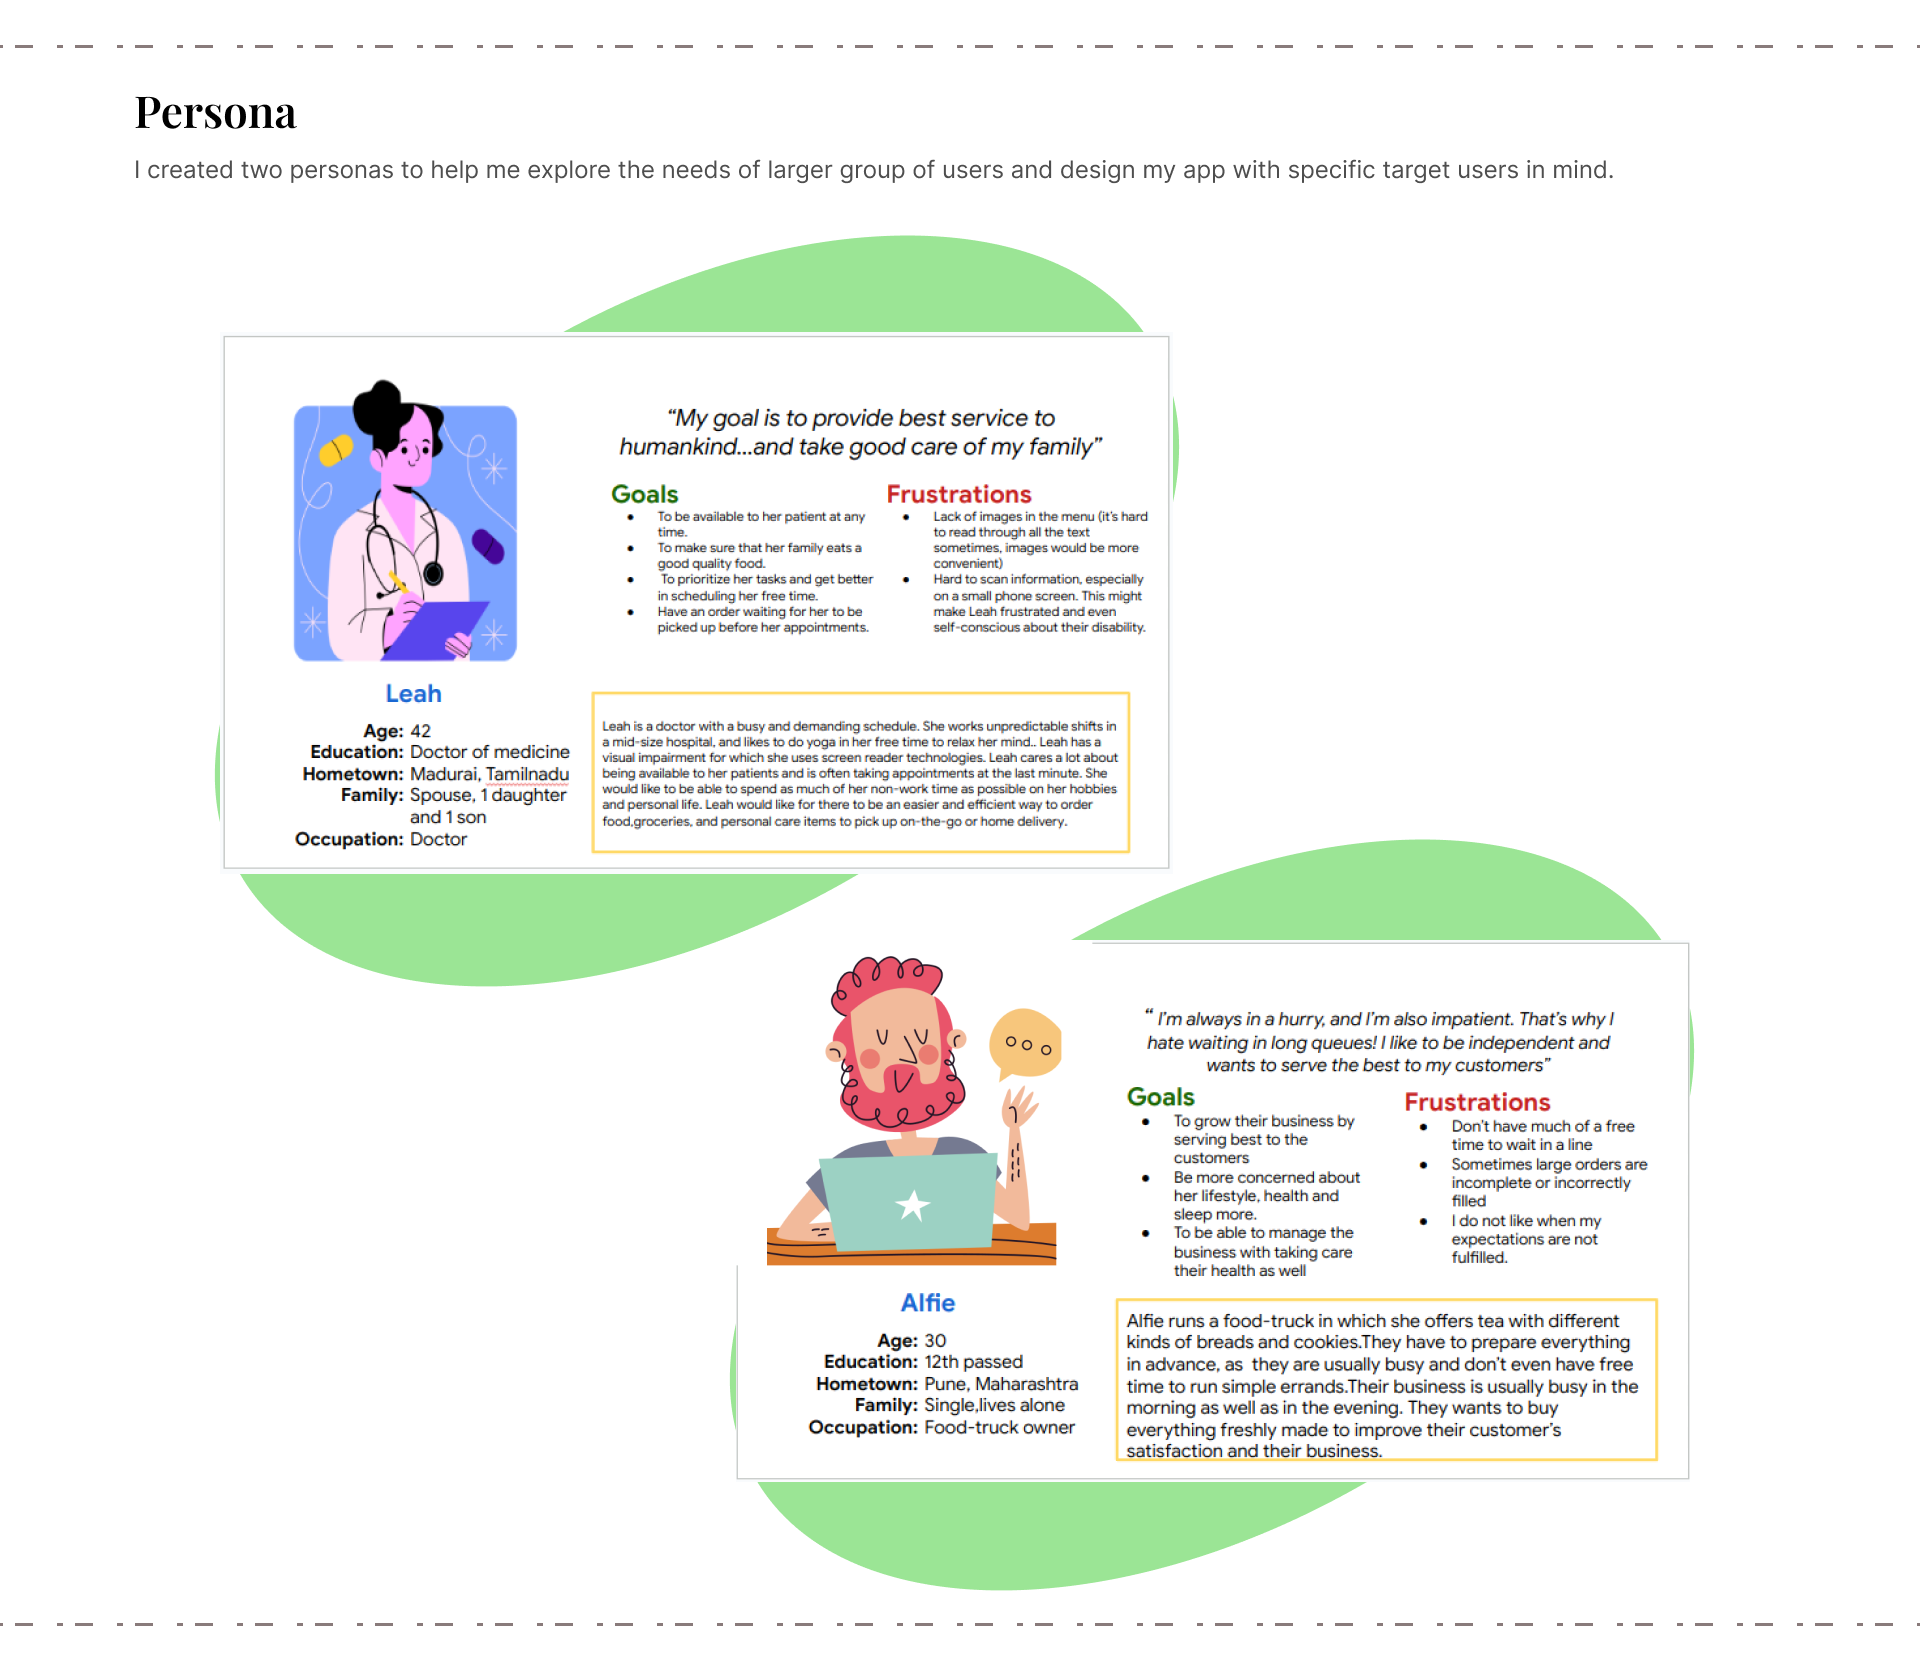 Persona
I created two personas to help me explore the needs of larger group of users and design my app with specific target users in mind.
“My goal is to provide best service to
humankind...and take good care of my family”
Goals
● To be available to her patient at any
time.
● To make sure that her family eats a
good quality food.
● To prioritize her tasks and get better
in scheduling her free time.
● Have an order waiting for her to be
picked up before her appointments.
Frustrations
● Lack of images in the menu (it's hard
to read through all the text
sometimes, images would be more
convenient)
● Hard to scan information, especially
on a small phone screen. This might
make Leah frustrated and even
self-conscious about their disability.
Leah
Age: 42
Education: Doctor of medicine
Hometown: Madurai, Tamilnadu
Family: Spouse, 1 daughter
and 1 son
Occupation: Doctor
Leah is a doctor with a busy and demanding schedule. She works unpredictable shifts in
a mid-size hospital, and likes to do yoga in her free time to relax her mind.. Leah has a
visual impairment for which she uses screen reader technologies. Leah cares a lot about
being available to her patients and is often taking appointments at the last minute. She
would like to be able to spend as much of her non-work time as possible on her hobbies
and personal life. Leah would like for there to be an easier and efficient way to order
food,groceries, and personal care items to pick up on-the-go or home delivery.
“ I'm always in a hurry, and I'm also impatient. That's why I
hate waiting in long queues! I like to be independent and
wants to serve the best to my customers”
Goals
● To grow their business by
serving best to the
customers
● Be more concerned about
her lifestyle, health and
sleep more.
● To be able to manage the
business with taking care
their health as well
Frustrations
● Don't have much of a free
time to wait in a line
● Sometimes large orders are
incomplete or incorrectly
filled
● I do not like when my
expectations are not
fulfilled.
Alfie
Age: 30
Education: 12th passed
Hometown: Pune, Maharashtra
Family: Single,lives alone
Occupation: Food-truck owner
Alfie runs a food-truck in which she offers tea with different
kinds of breads and cookies.They have to prepare everything
in advance, as  they are usually busy and don't even have free
time to run simple errands.Their business is usually busy in the
morning as well as in the evening. They wants to buy
everything freshly made to improve their customer's
satisfaction and their business.